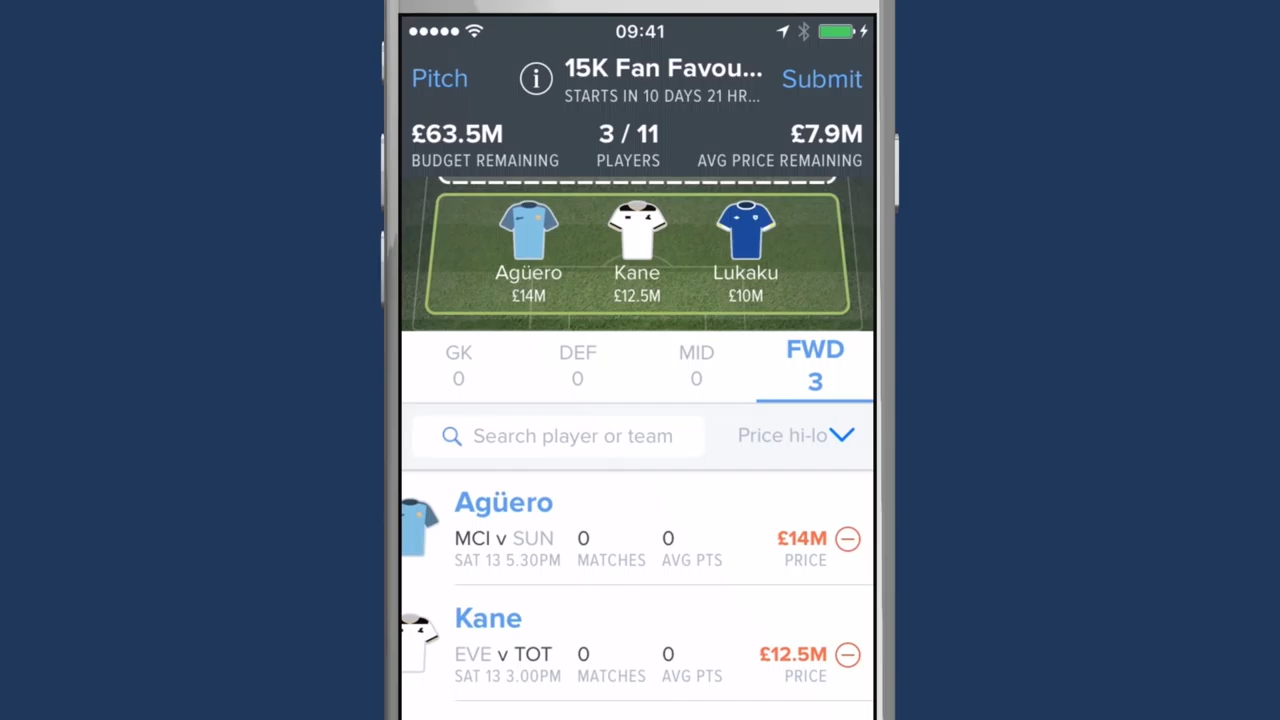 09:41
Pitch
i
15K Fan Favou...
Submit
STARTS IN 10 DAYS 21 HR...
£63.5M
3 / 11
£7.9M
BUDGET REMAINING
PLAYERS
AVG PRICE REMAINING
Agüero
Kane
Lukaku
£14M
£12.5M
£10M
GK
DEF
MID
FWD
0
0
0
3
Search player or team
Price hi-lo
Agüero
MCI v SUN
0
0
£14M
SAT 13 5.30PM
MATCHES
AVG PTS
PRICE
Kane
EVE v TOT
0
0
£12.5M
SAT 13 3.00PM
MATCHES
AVG PTS
PRICE